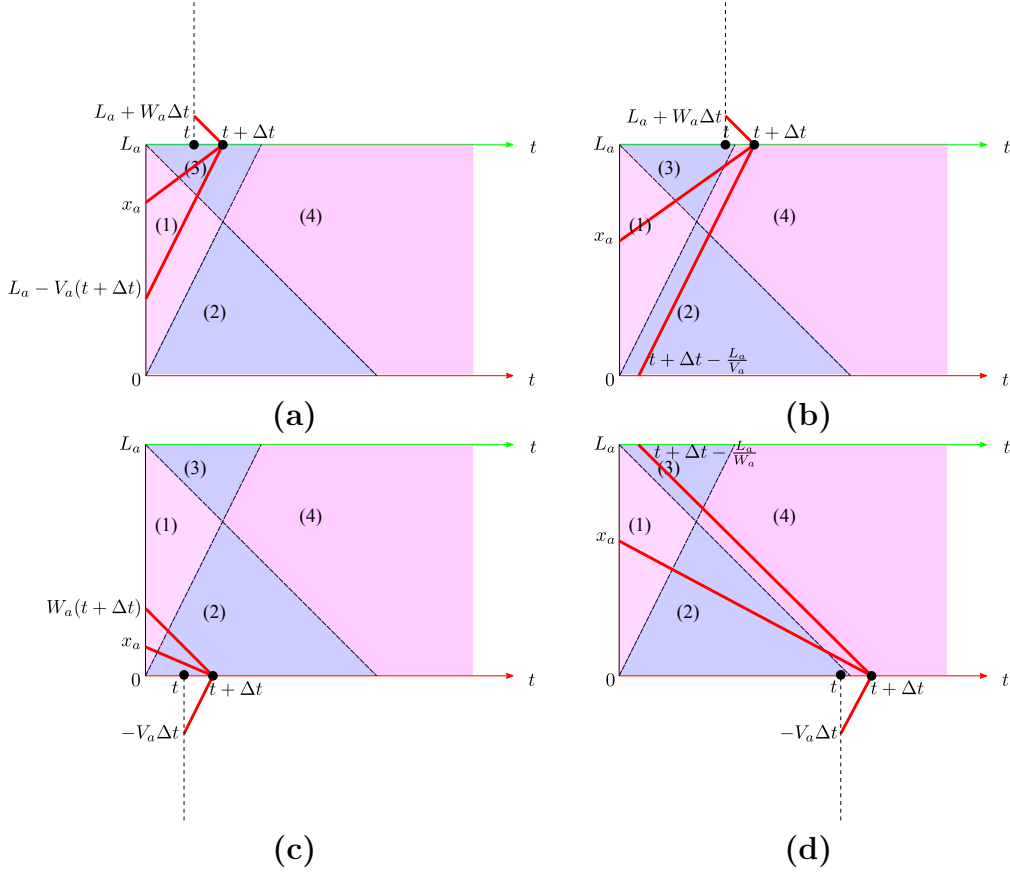 $L_a + W_a \Delta t$
$t$
$t + \Delta t$
$L_a$
$t$
(3)
$x_a$
(1)
(4)
$L_a - V_a(t + \Delta t)$
(2)
$0$
$t$
(a)
$L_a + W_a \Delta t$
$t$
$t + \Delta t$
$L_a$
$t$
(3)
(1)
(4)
$x_a$
(2)
$t + \Delta t - \frac{L_a}{V_a}$
$0$
$t$
(b)
$L_a$
$t$
(3)
(4)
(1)
$W_a(t + \Delta t)$
(2)
$x_a$
$0$
$t$
$t + \Delta t$
$t$
$-V_a \Delta t$
(c)
$L_a$
$t$
$t + \Delta t - \frac{L_a}{W_a}$
(3)
(4)
(1)
$x_a$
(2)
$0$
$t$
$t + \Delta t$
$t$
$-V_a \Delta t$
(d)